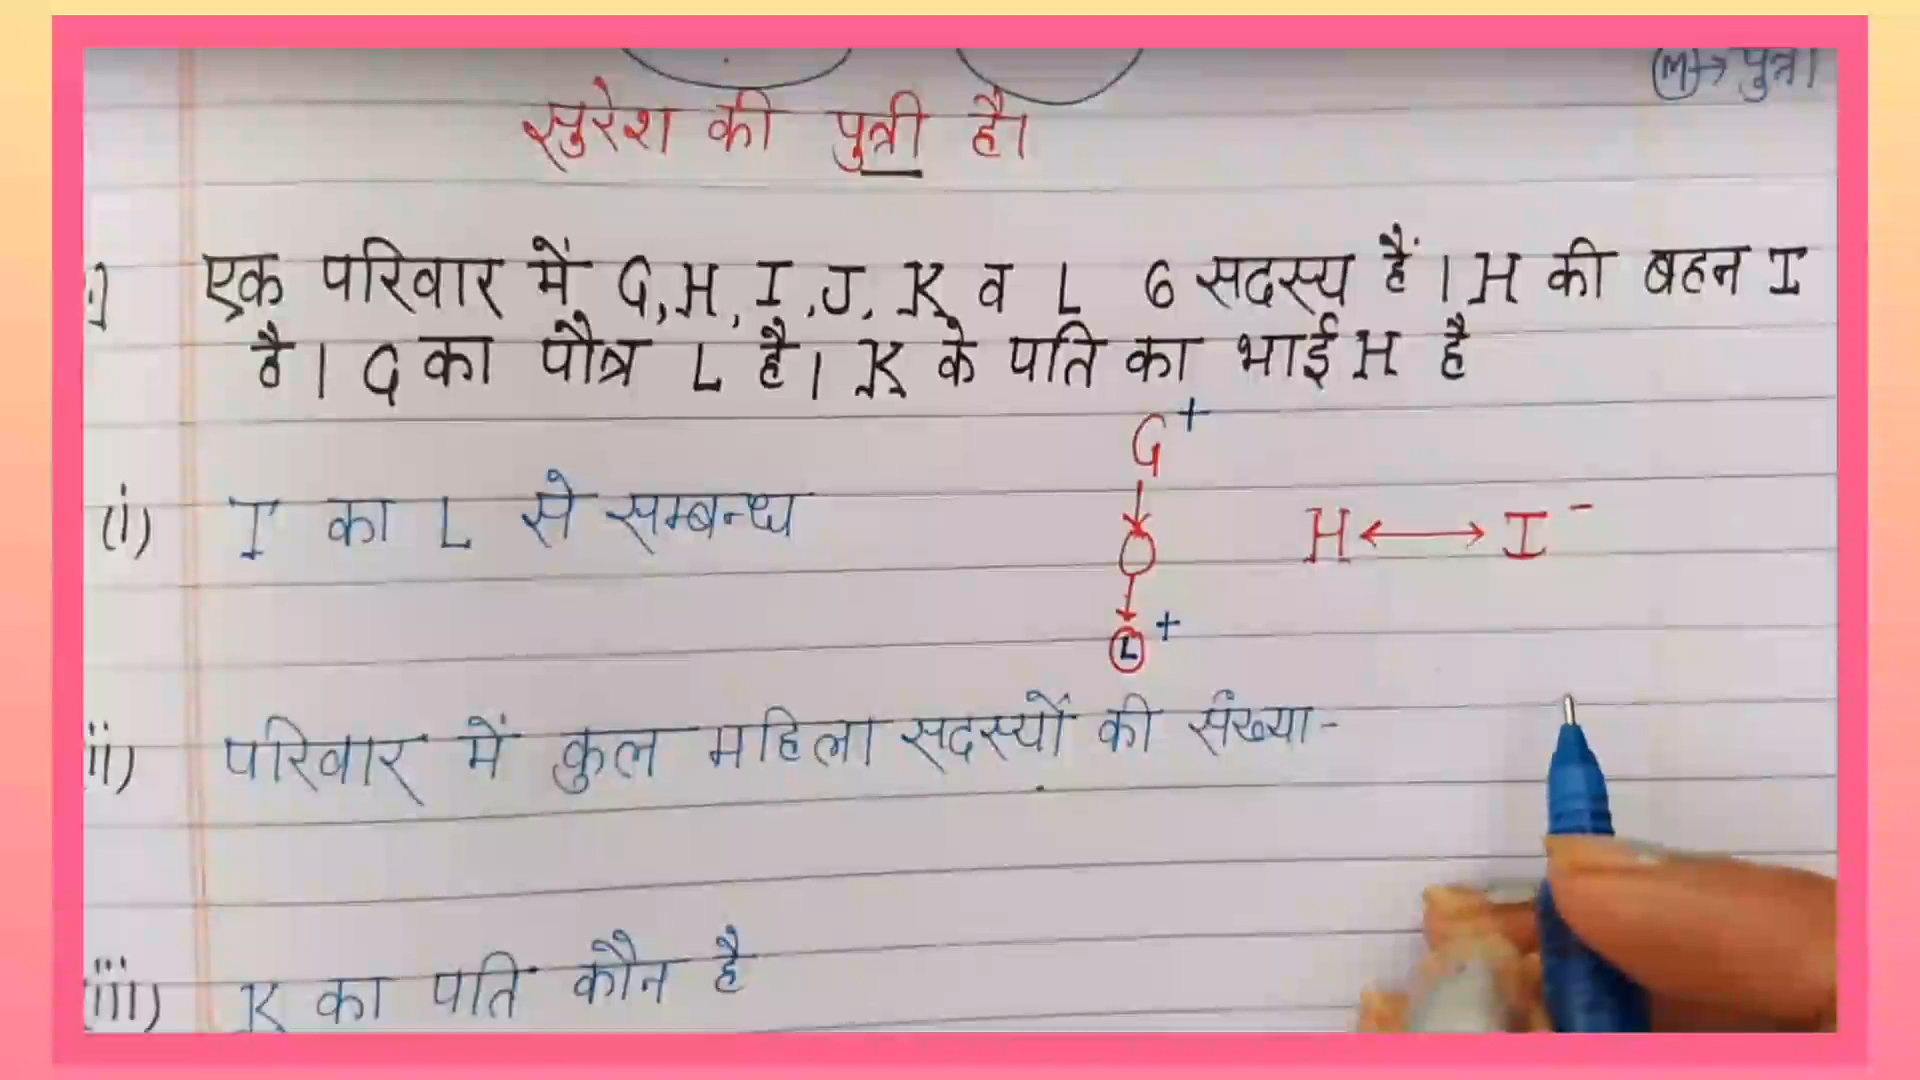 (M)→ पुत्र।
सुरेश की पुत्री है।
एक परिवार में G, H, I, J, K व L 6 सदस्य हैं। H की बहन I
है। G का पौत्र L है। K के पति का भाई H है
G +
(i) I का L से सम्बन्ध
H ←→ I -
L +
ii) परिवार में कुल महिला सदस्यों की संख्या-
(iii) K का पति कौन है